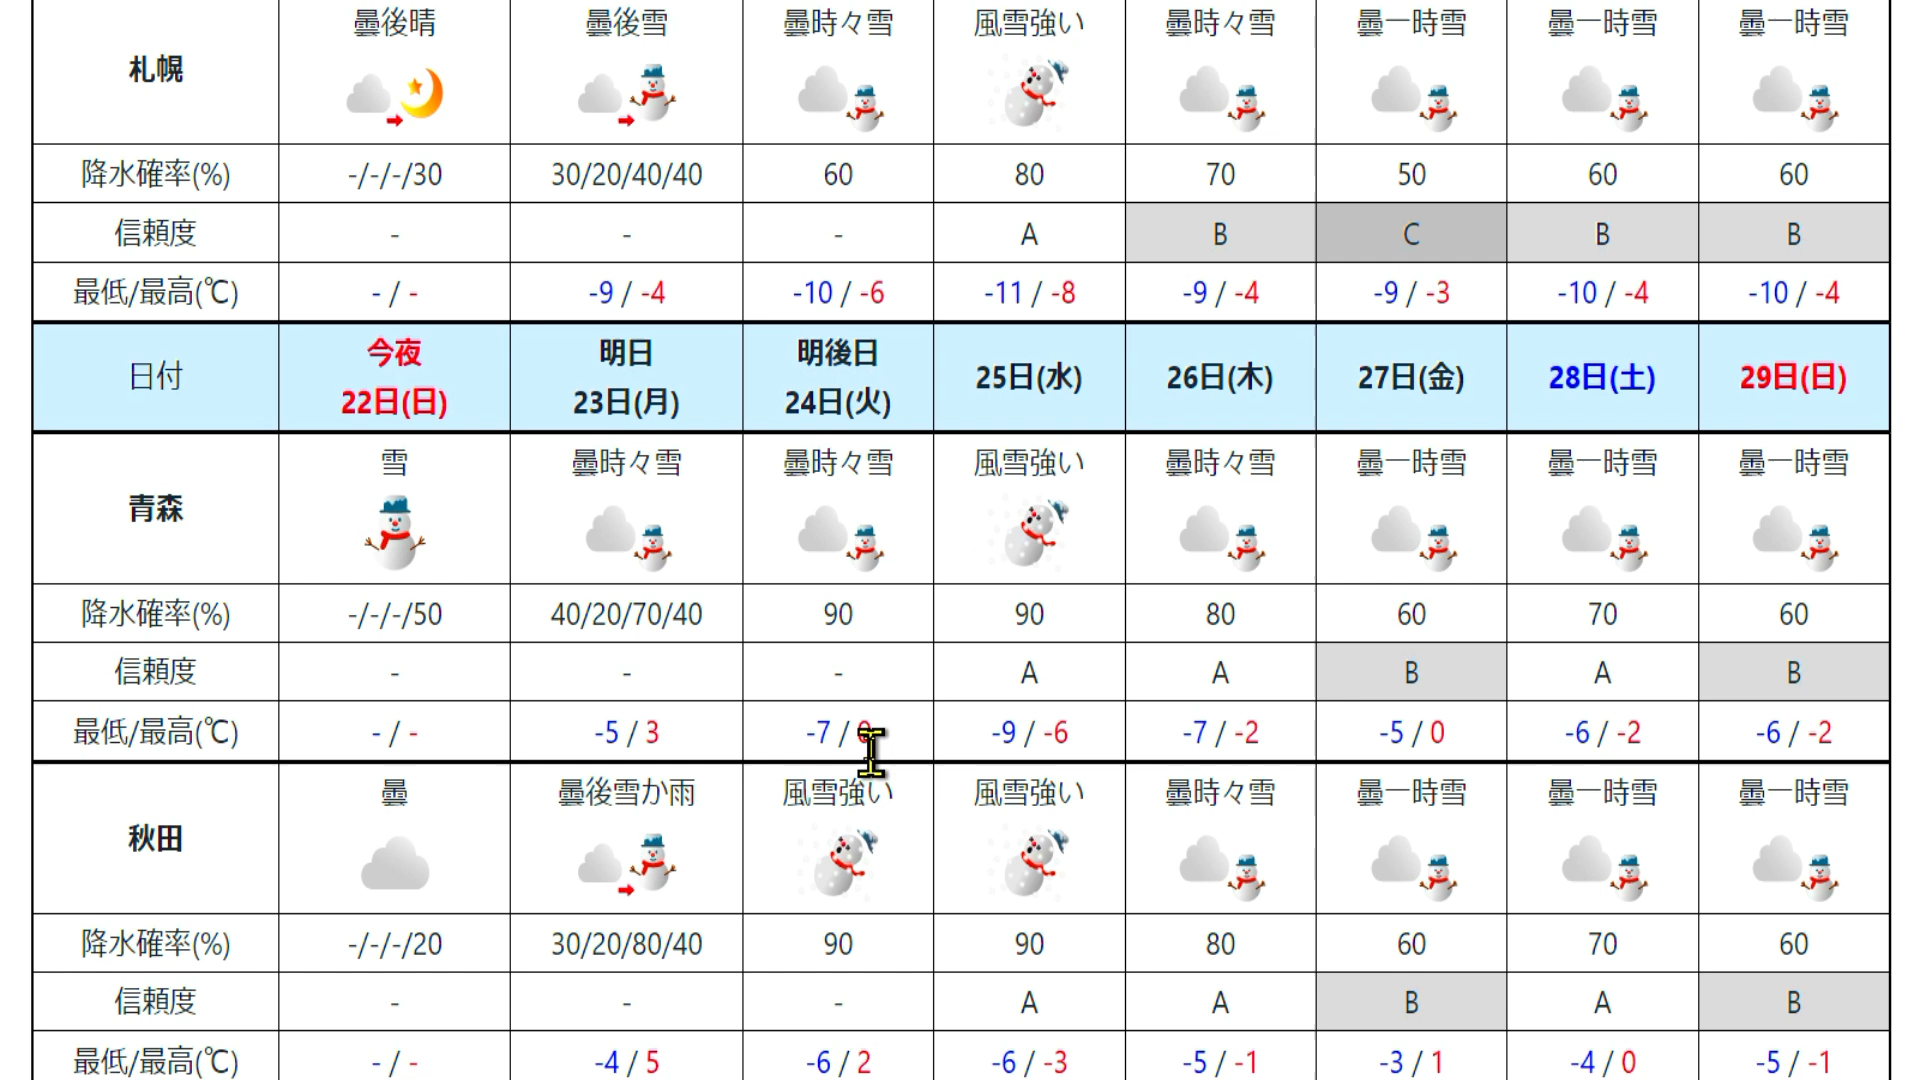 札幌 曇後晴 曇後雪 曇時々雪 風雪強い 曇時々雪 曇一時雪 曇一時雪 曇一時雪
降水確率(%) -/-/-/30 30/20/40/40 60 80 70 50 60 60
信頼度 - - - A B C B B
最低/最高(℃) - / - -9 / -4 -10 / -6 -11 / -8 -9 / -4 -9 / -3 -10 / -4 -10 / -4
日付 今夜 22日(日) 明日 23日(月) 明後日 24日(火) 25日(水) 26日(木) 27日(金) 28日(土) 29日(日)
青森 雪 曇時々雪 曇時々雪 風雪強い 曇時々雪 曇一時雪 曇一時雪 曇一時雪
降水確率(%) -/-/-/50 40/20/70/40 90 90 80 60 70 60
信頼度 - - - A A B A B
最低/最高(℃) - / - -5 / 3 -7 / 0 -9 / -6 -7 / -2 -5 / 0 -6 / -2 -6 / -2
秋田 曇 曇後雪か雨 風雪強い 風雪強い 曇時々雪 曇一時雪 曇一時雪 曇一時雪
降水確率(%) -/-/-/20 30/20/80/40 90 90 80 60 70 60
信頼度 - - - A A B A B
最低/最高(℃) - / - -4 / 5 -6 / 2 -6 / -3 -5 / -1 -3 / 1 -4 / 0 -5 / -1